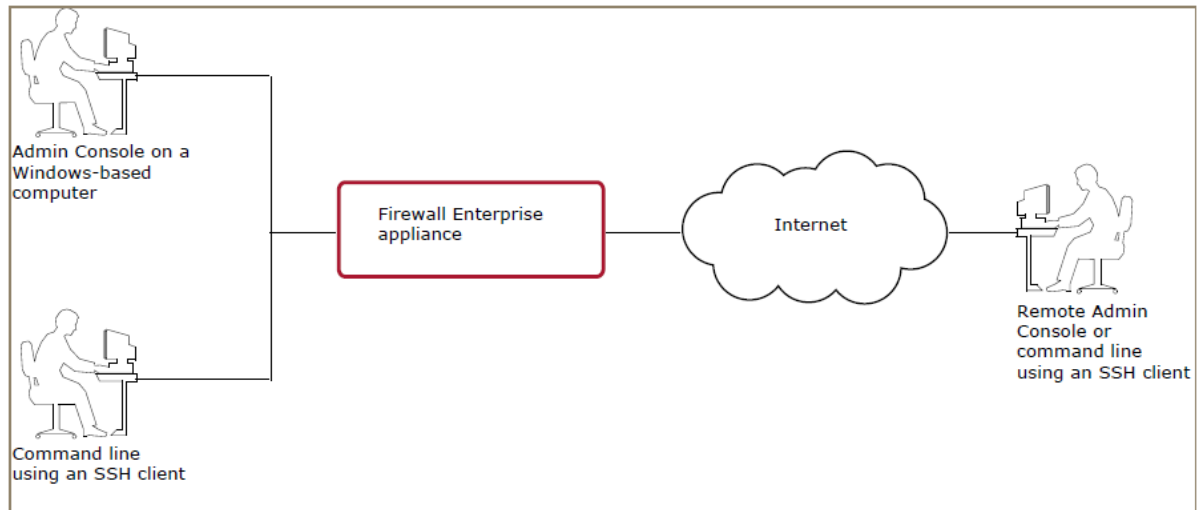 Admin Console on a
Windows-based
computer
Firewall Enterprise
appliance
Internet
Remote Admin
Console or
command line
using an SSH client
Command line
using an SSH client